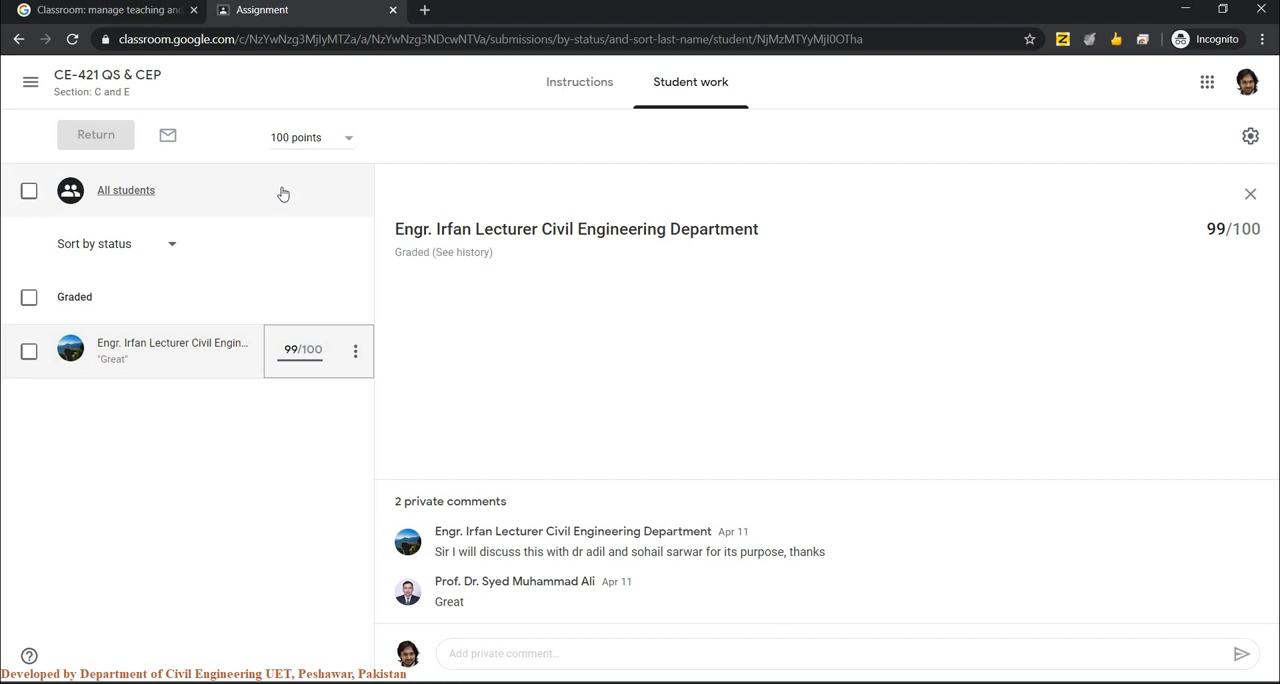 Classroom: manage teaching and
Assignment
classroom.google.com/c/NzYwNzg3MjIyMTZa/a/NzYwNzg3NDcwNTVa/submissions/by-status/and-sort-last-name/student/NjMzMTYyMjI0OTha
Incognito
CE-421 QS & CEP
Section: C and E
Instructions
Student work
Return
100 points
All students
Sort by status
Graded
Engr. Irfan Lecturer Civil Engin...
"Great"
99/100
Engr. Irfan Lecturer Civil Engineering Department
99/100
Graded (See history)
2 private comments
Engr. Irfan Lecturer Civil Engineering Department Apr 11
Sir I will discuss this with dr adil and sohail sarwar for its purpose, thanks
Prof. Dr. Syed Muhammad Ali Apr 11
Great
Add private comment...
Developed by Department of Civil Engineering UET, Peshawar, Pakistan